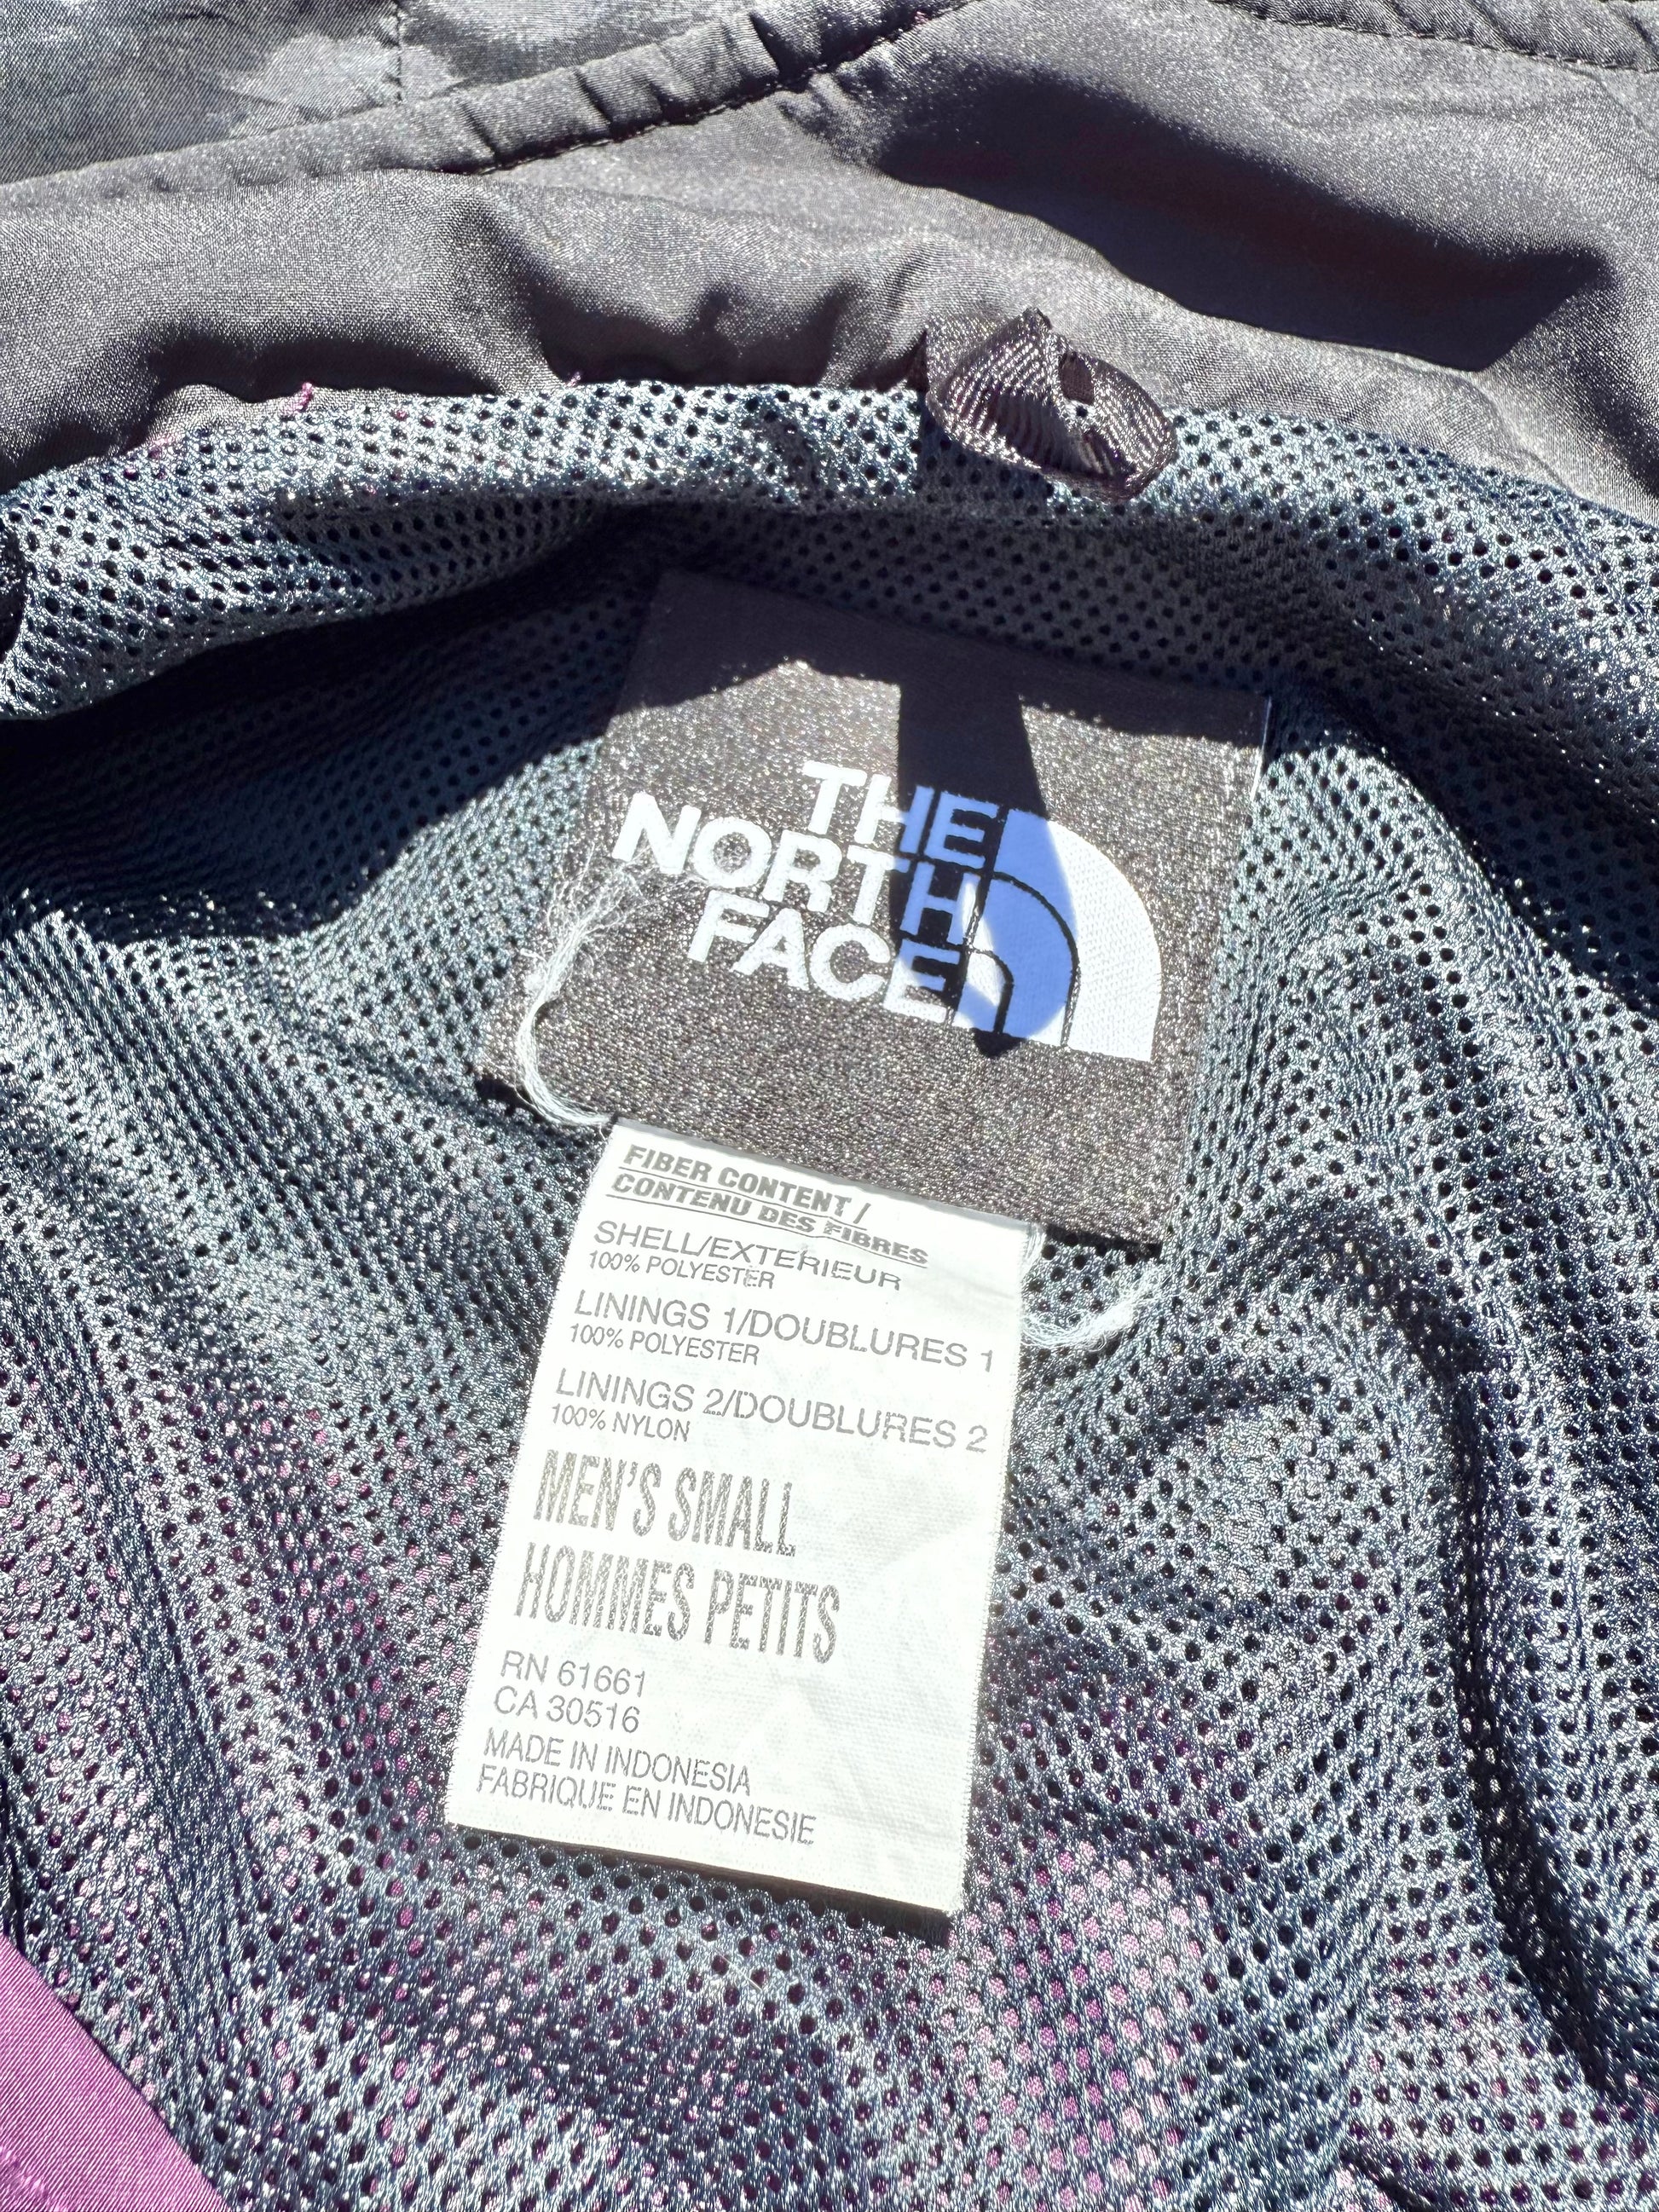 THE
NORTH
FACE
FIBER CONTENT /
CONTENU DES FIBRES
SHELL/EXTERIEUR
100% POLYESTER
LININGS 1/DOUBLURES 1
100% POLYESTER
LININGS 2/DOUBLURES 2
100% NYLON
MEN'S SMALL
HOMMES PETITS
RN 61661
CA 30516
MADE IN INDONESIA
FABRIQUE EN INDONESIE